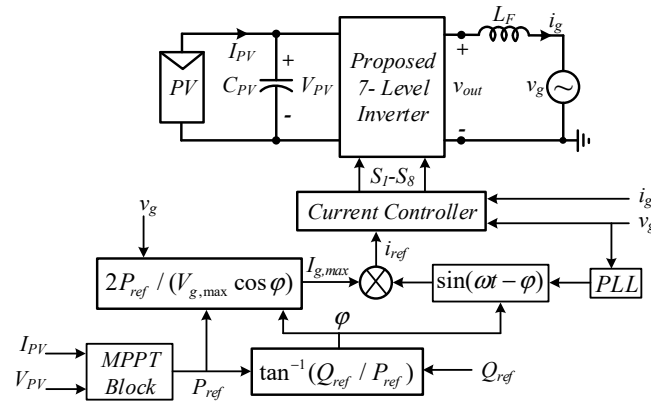 L_F
i_g
I_PV
PV
C_PV
+
V_PV
-
Proposed
7- Level
Inverter
+
v_out
-
v_g
S_1-S_8
Current Controller
i_g
v_g
v_g
i_ref
2P_ref / (V_g,max cos φ)
I_g,max
sin(ωt – φ)
PLL
φ
I_PV
V_PV
MPPT
Block
P_ref
tan⁻¹(Q_ref / P_ref)
Q_ref